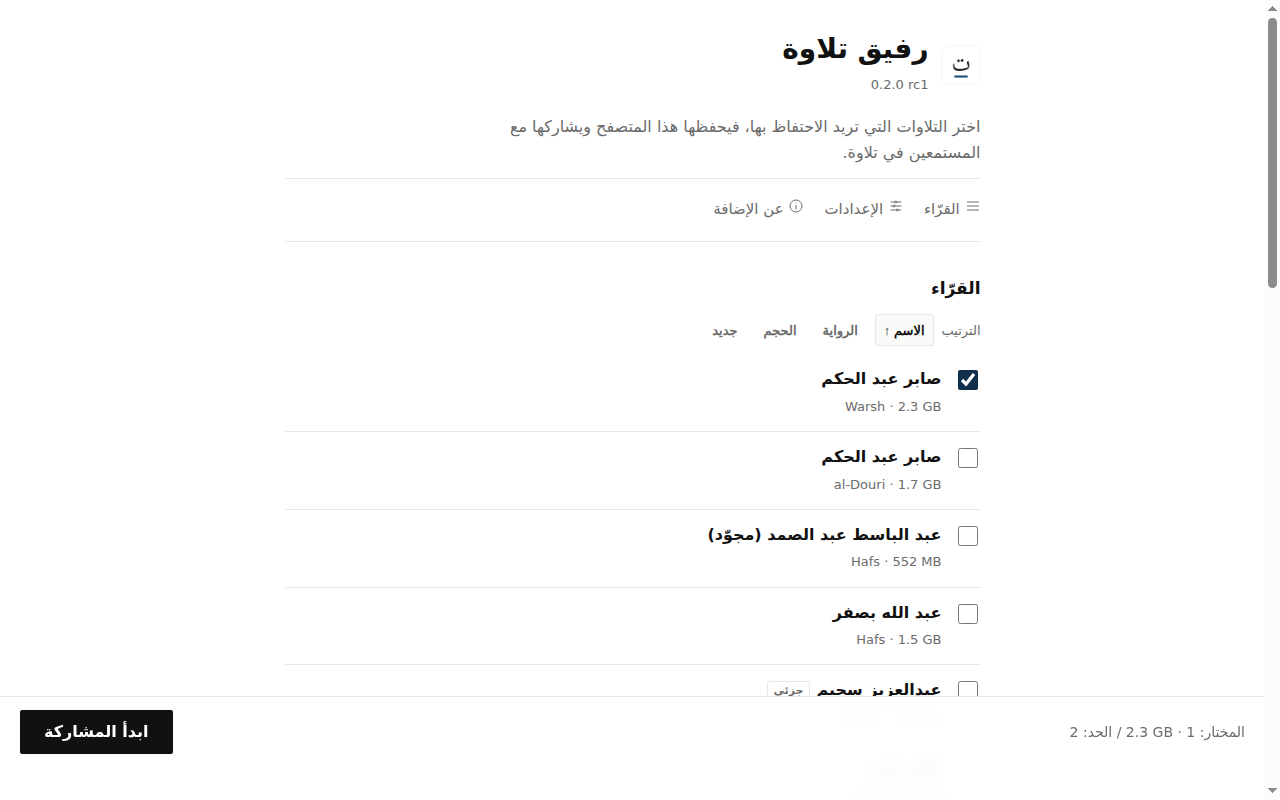 ت
رفيق تلاوة
0.2.0 rc1
اختر التلاوات التي تريد الاحتفاظ بها، فيحفظها هذا المتصفح ويشاركها مع
المستمعين في تلاوة.
القرّاء الإعدادات عن الإضافة
القرّاء
الترتيب الاسم ↑ الرواية الحجم جديد
صابر عبد الحكم
Warsh · 2.3 GB
صابر عبد الحكم
al-Douri · 1.7 GB
عبد الباسط عبد الصمد (مجوّد)
Hafs · 552 MB
عبد الله بصفر
Hafs · 1.5 GB
عبدالعزيز سحيم جزئي
المختار: 1 · 2.3 GB / الحد: 2
ابدأ المشاركة